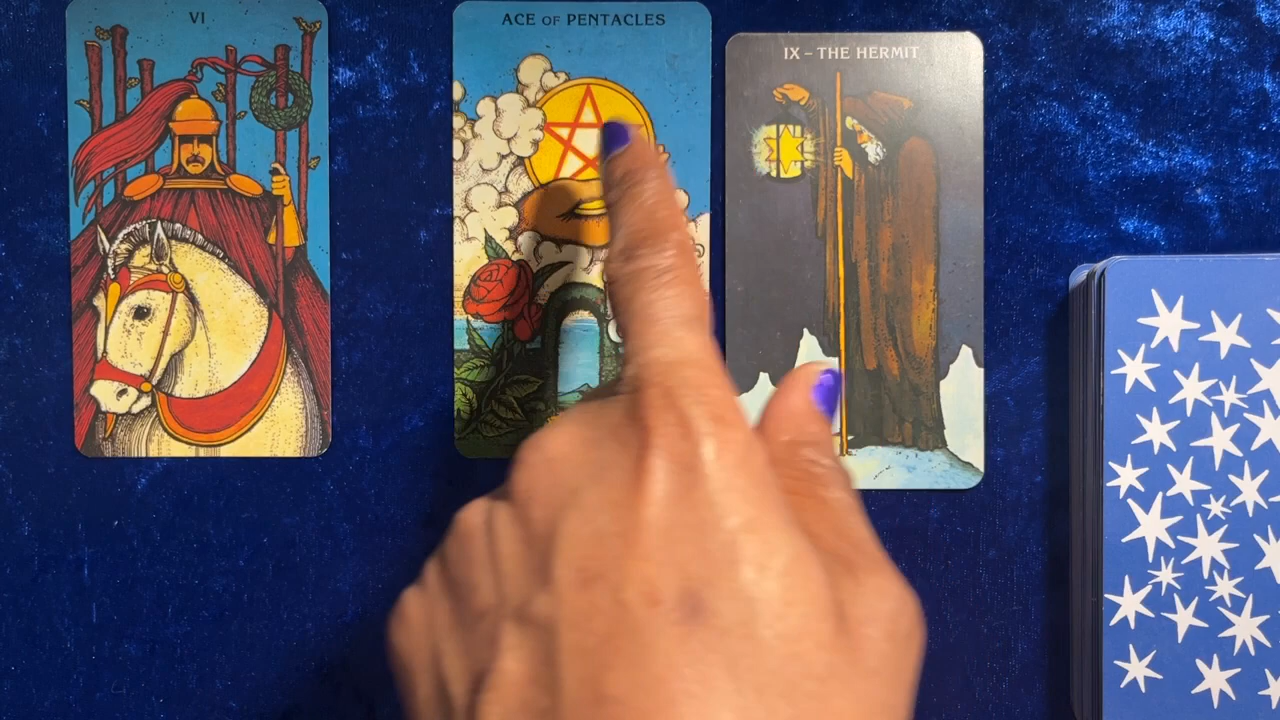 VI
ACE OF PENTACLES
IX – THE HERMIT